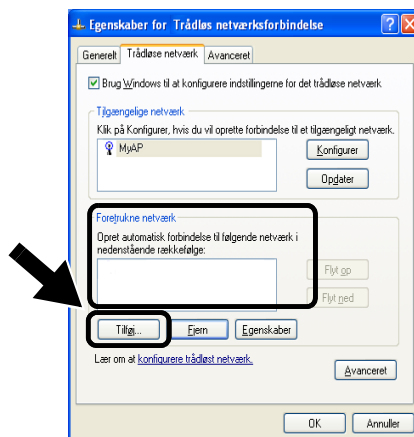 Egenskaber for Trådløs netværksforbindelse
Generelt Trådløse netværk Avanceret
Brug Windows til at konfigurere indstillingerne for det trådløse netværk
Tilgængelige netværk
Klik på Konfigurer, hvis du vil oprette forbindelse til et tilgængeligt netværk.
MyAP
Konfigurer
Opdater
Foretrukne netværk
Opret automatisk forbindelse til følgende netværk i
nedenstående rækkefølge:
Flyt op
Flyt ned
Tilføj... Fjern Egenskaber
Lær om at konfigurere trådløst netværk.
Avanceret
OK Annuller